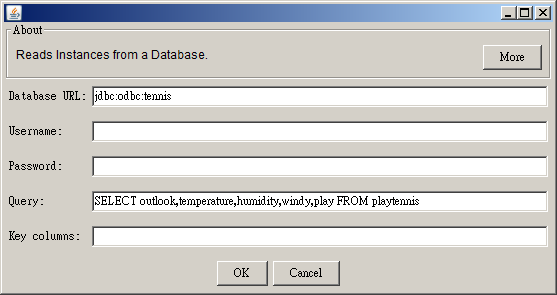 About
Reads Instances from a Database.
More
Database URL: jdbc:odbc:tennis
Username:
Password:
Query: SELECT outlook,temperature,humidity,windy,play FROM playtennis
Key columns:
OK Cancel